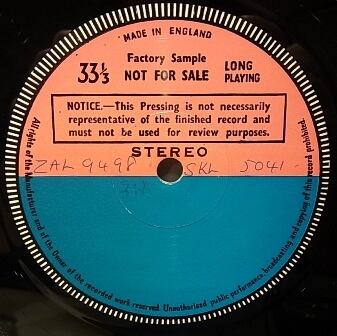 MADE IN ENGLAND
Factory Sample
33 1/3 NOT FOR SALE LONG PLAYING
NOTICE.—This Pressing is not necessarily
representative of the finished record and
must not be used for review purposes.
STEREO
ZAL 9498 SKL 5041
All rights of the Manufacturer and of the Owner of the recorded work reserved. Unauthorised public performance, broadcasting and copying of this record prohibited.